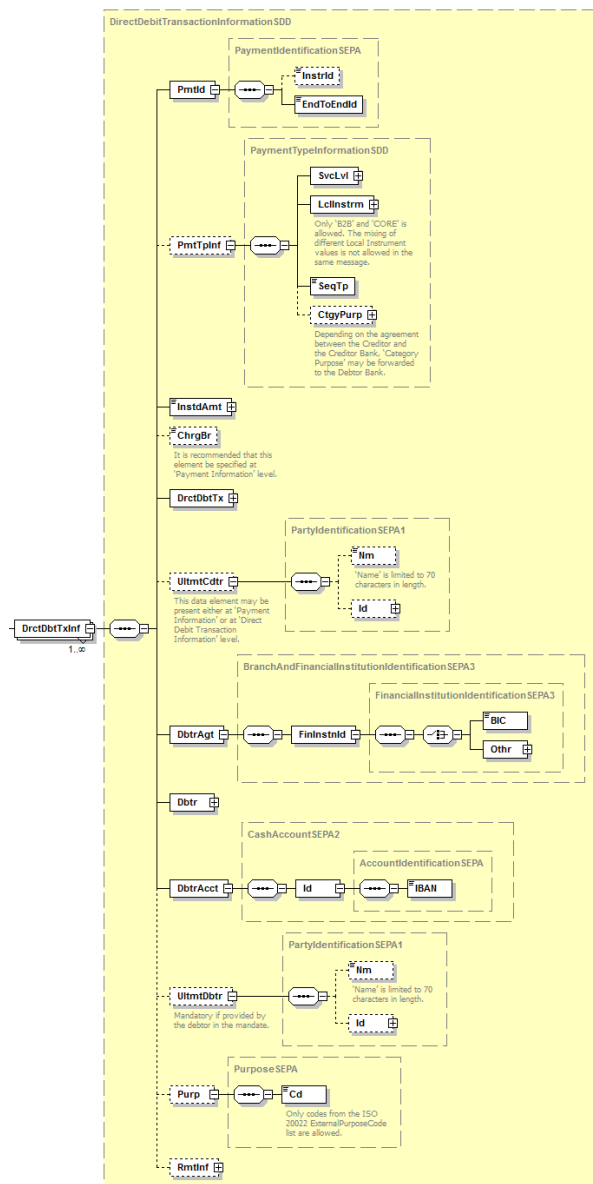 DirectDebitTransactionInformationSDD
PaymentIdentificationSEPA
InstrId
PmtId
EndToEndId
PaymentTypeInformationSDD
SvcLvl
LclInstrm
Only 'B2B' and 'CORE' is
allowed. The mixing of
different Local Instrument
values is not allowed in the
same message.
PmtTpInf
SeqTp
CtgyPurp
Depending on the agreement
between the Creditor and
the Creditor Bank, 'Category
Purpose' may be forwarded
to the Debtor Bank.
InstdAmt
ChrgBr
It is recommended that this
element be specified at
'Payment Information' level.
DrctDbtTx
PartyIdentificationSEPA1
Nm
'Name' is limited to 70
characters in length.
UltmtCdtr
Id
This data element may be
present either at 'Payment
Information' or at 'Direct
Debit Transaction
Information' level.
DrctDbtTxInf
1..∞
BranchAndFinancialInstitutionIdentificationSEPA3
FinancialInstitutionIdentificationSEPA3
BIC
DbtrAgt
FinInstnId
Othr
Dbtr
CashAccountSEPA2
AccountIdentificationSEPA
DbtrAcct
Id
IBAN
PartyIdentificationSEPA1
Nm
'Name' is limited to 70
characters in length.
UltmtDbtr
Mandatory if provided by
the debtor in the mandate.
Id
PurposeSEPA
Purp
Cd
Only codes from the ISO
20022 ExternalPurposeCode
list are allowed.
RmtInf